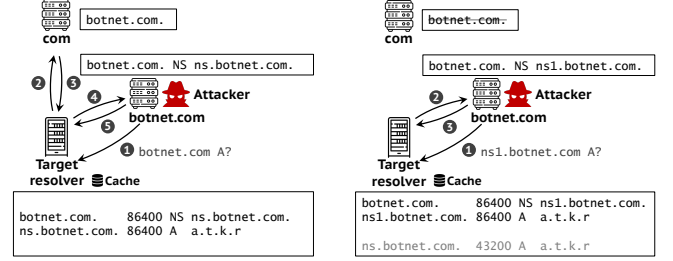 botnet.com.
com
botnet.com. NS ns.botnet.com.
2 3 4
Attacker
botnet.com
5
1 botnet.com A?
Target
resolver Cache
botnet.com. 86400 NS ns.botnet.com.
ns.botnet.com. 86400 A a.t.k.r
botnet.com.
com
botnet.com. NS ns1.botnet.com.
2
Attacker
botnet.com
3
1 ns1.botnet.com A?
Target
resolver Cache
botnet.com. 86400 NS ns1.botnet.com.
ns1.botnet.com. 86400 A a.t.k.r
ns.botnet.com. 43200 A a.t.k.r